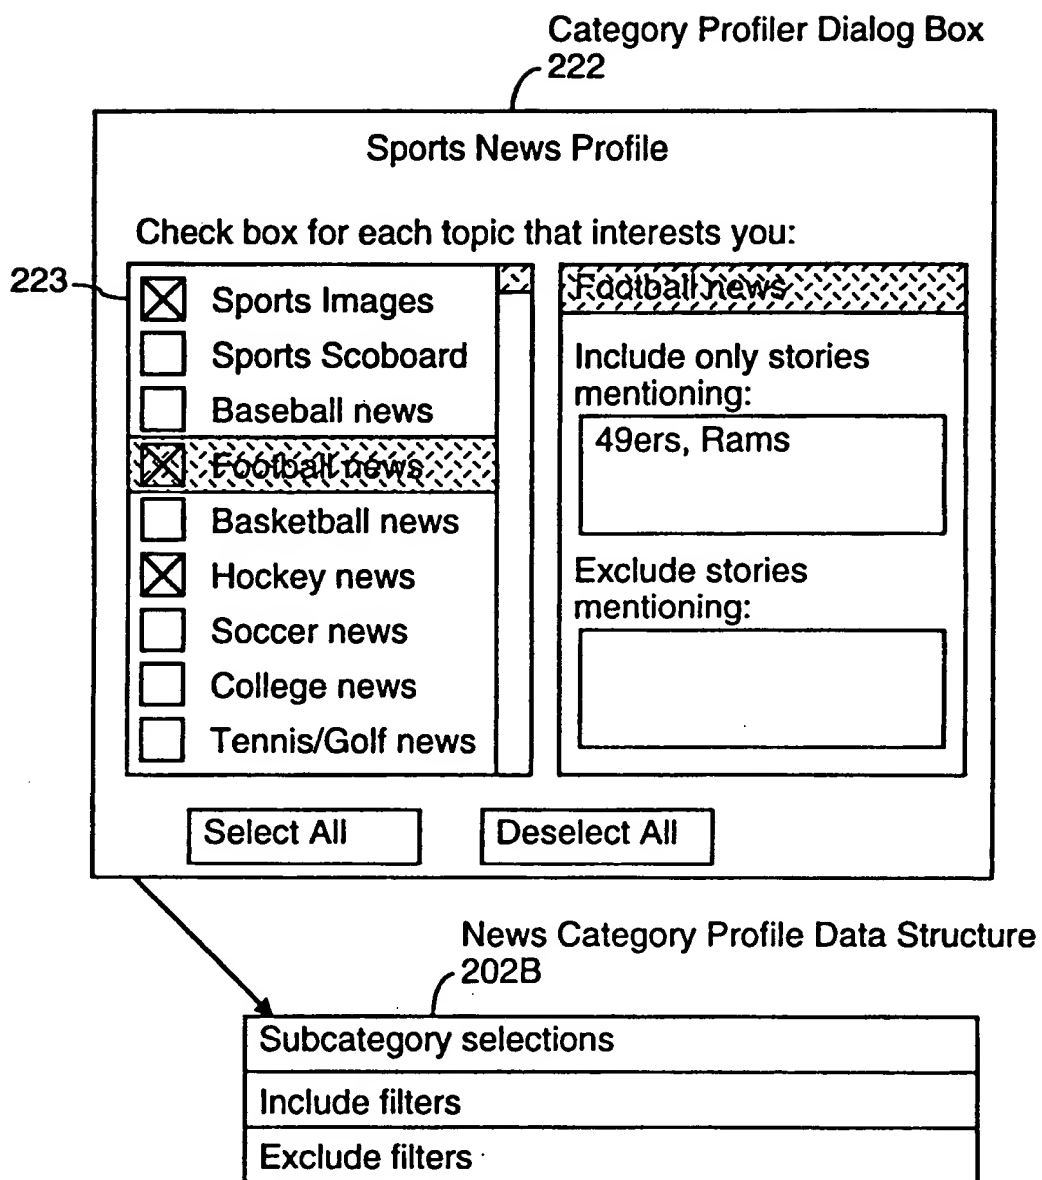 Category Profiler Dialog Box
222
Sports News Profile
Check box for each topic that interests you:
223
Sports Images
Sports Scoboard
Baseball news
Football news
Basketball news
Hockey news
Soccer news
College news
Tennis/Golf news
Football news
Include only stories
mentioning:
49ers, Rams
Exclude stories
mentioning:
Select All
Deselect All
News Category Profile Data Structure
202B
Subcategory selections
Include filters
Exclude filters